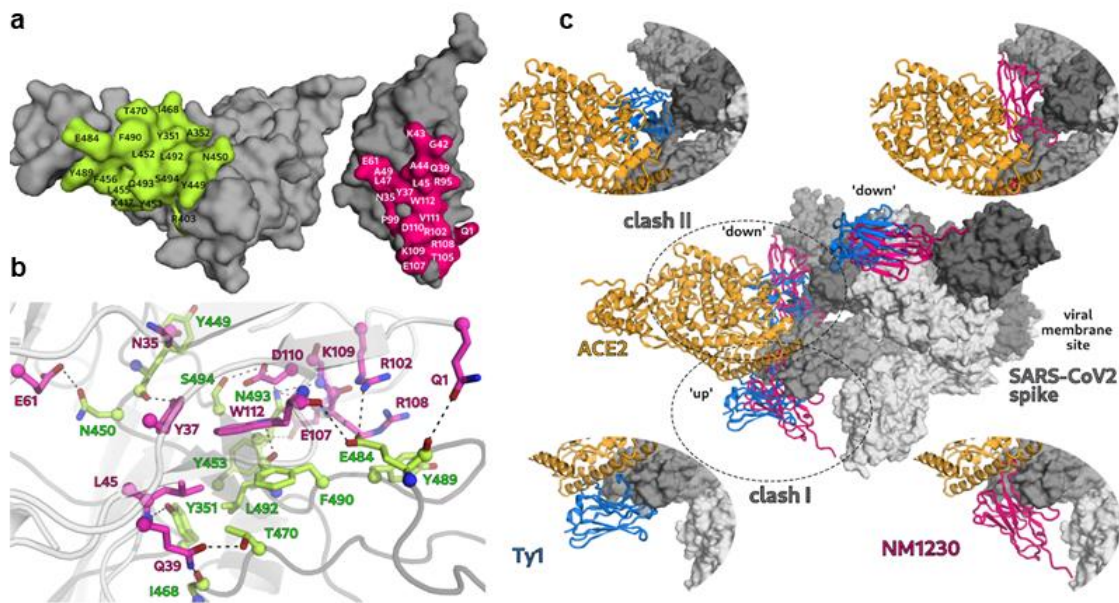 a
T470
I468
E484
F490
Y351
A352
L452
L492
N450
Y489
F456
Q493
S494
L455
Y449
K417
Y453
R403
K43
G42
E61
A44
Q39
A49
L47
L45
R95
N35
Y37
W112
P99
V111
D110
R102
Q1
R108
K109
T105
E107
b
Y449
N35
D110
K109
R102
Q1
S494
N493
R108
E61
W112
N450
Y37
E107
E484
Y453
Y489
L45
F490
Y351
L492
T470
Q39
I468
c
clash II
'down'
'down'
ACE2
viral
membrane
site
SARS-CoV2
spike
'up'
clash I
Ty1
NM1230